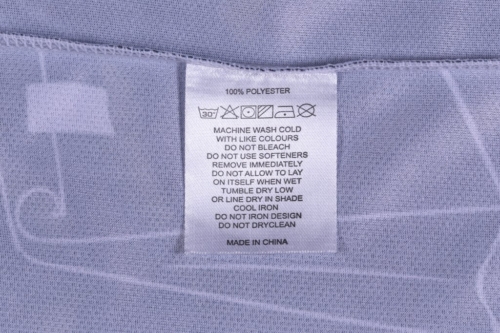 100% POLYESTER
30°
MACHINE WASH COLD
WITH LIKE COLOURS
DO NOT BLEACH
DO NOT USE SOFTENERS
REMOVE IMMEDIATELY
DO NOT ALLOW TO LAY
ON ITSELF WHEN WET
TUMBLE DRY LOW
OR LINE DRY IN SHADE
COOL IRON
DO NOT IRON DESIGN
DO NOT DRYCLEAN
MADE IN CHINA